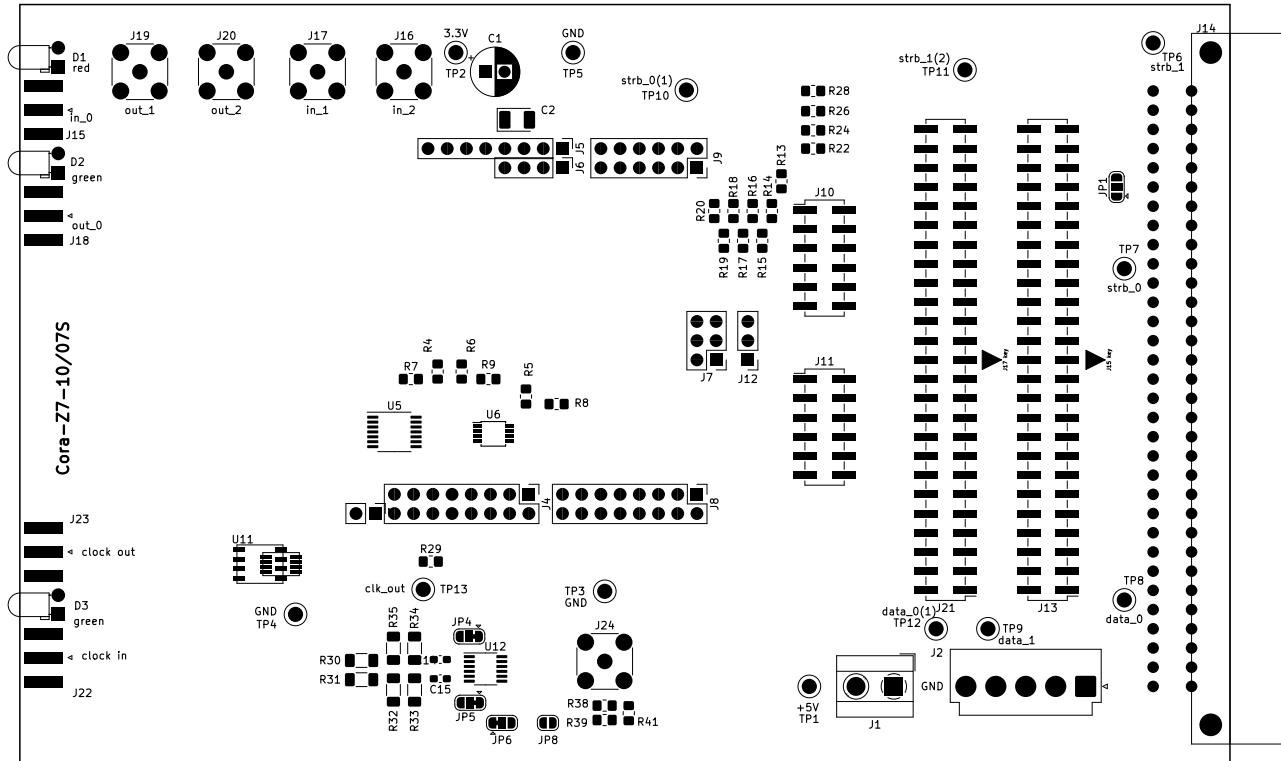 J19
J20
J17
J16
3.3V
C1
GND
J14
D1
red
+
TP2
TP5
strb_1(2)
TP11
TP6
strb_1
strb_0(1)
TP10
out_1
out_2
in_1
in_2
in_0
J15
C2
R28
R26
R24
R22
D2
green
J5
J6
J9
R13
R20
R18
R16
R14
J10
JP1
out_0
J18
R19
R17
R15
TP7
strb_0
Cora-Z7-10/07S
R4
R6
R7
R9
R5
R8
J7
J12
J11
J17 key
J15 key
U5
U6
J4
J8
J23
clock out
U11
R29
clk_out
TP13
TP3
GND
TP8
data_0
D3
green
GND
TP4
R35
R34
JP4
J24
data_0(1)
TP12
J21
J13
TP9
data_1
clock in
J22
R30
R31
U12
C15
R32
R33
JP5
JP6
JP8
R38
R39
R41
+5V
TP1
J1
J2
GND